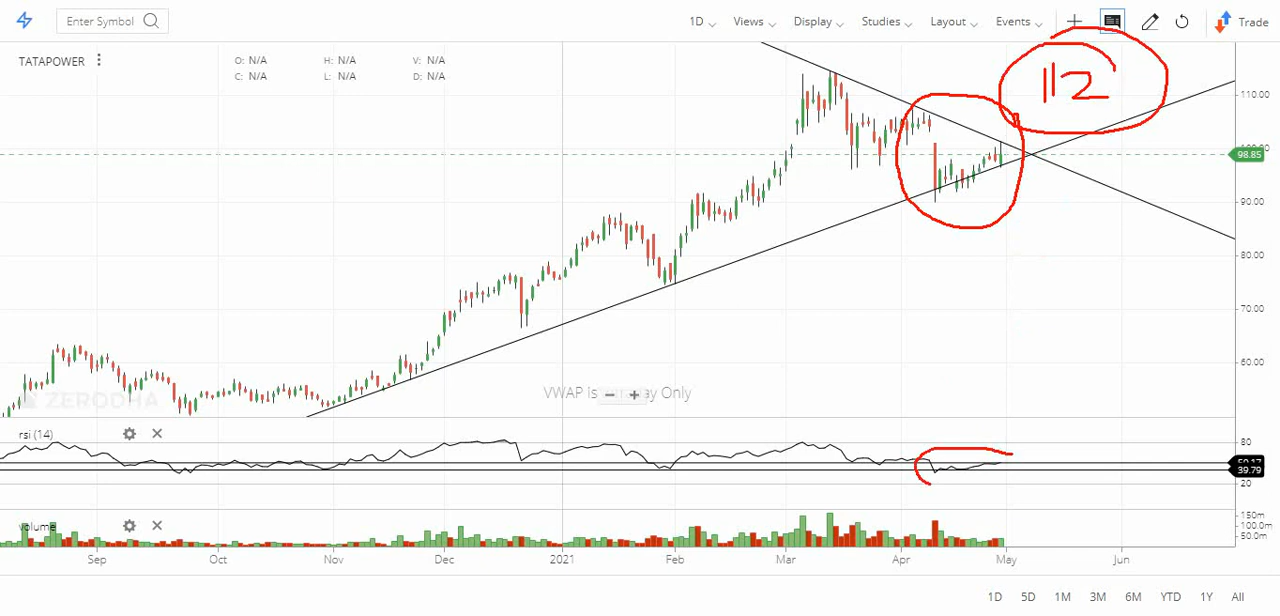 Enter Symbol 1D Views Display Studies Layout Events Trade
TATAPOWER O: N/A H: N/A V: N/A
C: N/A L: N/A D: N/A
112
110.00
98.85
90.00
80.00
70.00
60.00
VWAP is Only
ZERODHA
rsi (14)
80
50.17
39.79
20
volume
150m
100.0m
50.0m
Sep Oct Nov Dec 2021 Feb Mar Apr May Jun
1D 5D 1M 3M 6M YTD 1Y All